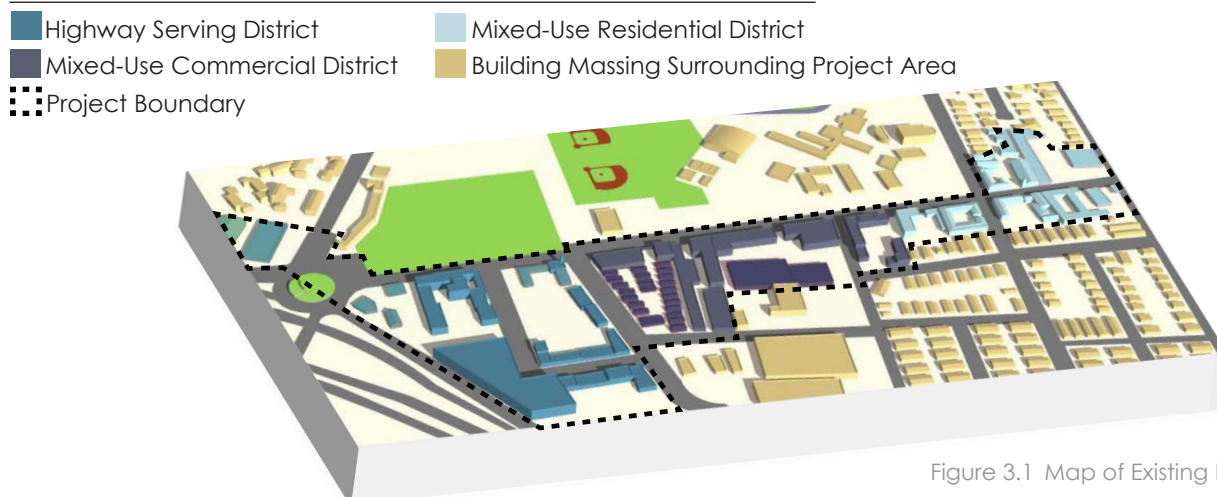 Highway Serving District
Mixed-Use Residential District
Mixed-Use Commercial District
Building Massing Surrounding Project Area
Project Boundary
Figure 3.1 Map of Existing